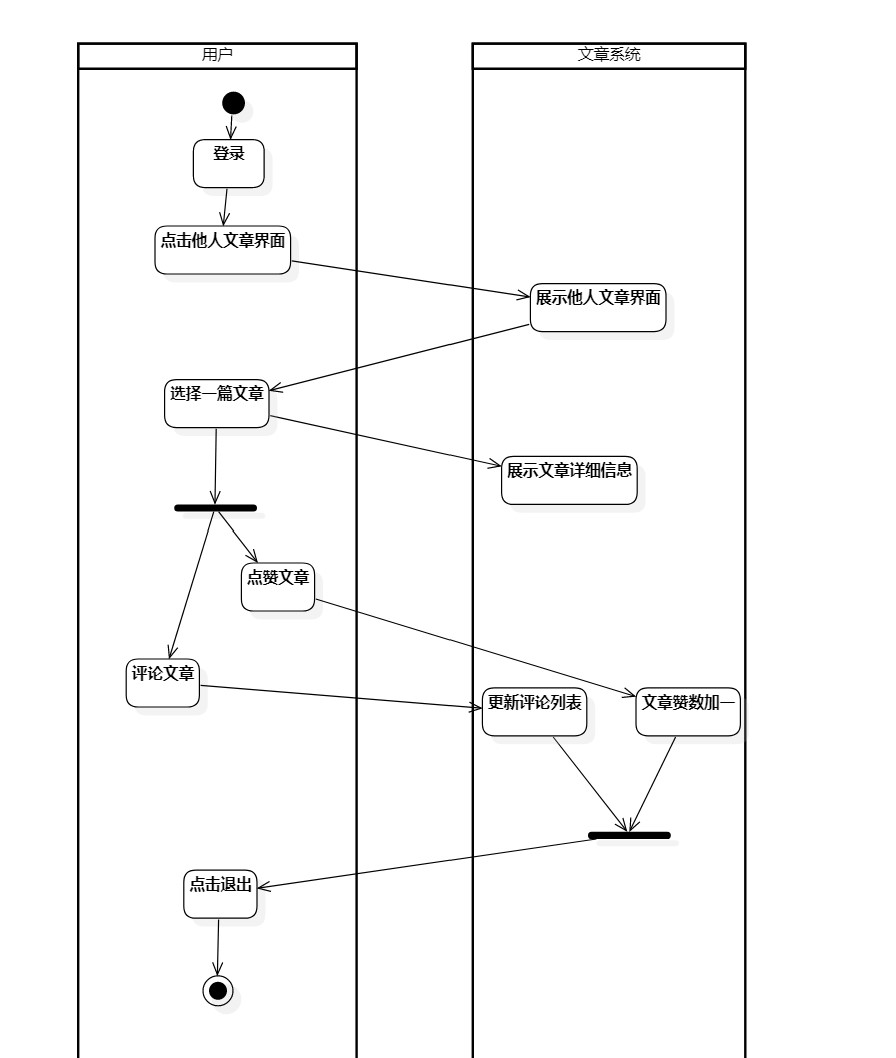 用户
文章系统
登录
点击他人文章界面
展示他人文章界面
选择一篇文章
展示文章详细信息
点赞文章
评论文章
更新评论列表
文章赞数加一
点击退出